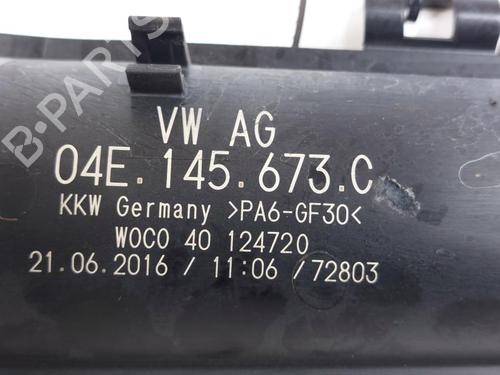 B-PARTS
VW AG
04E.145.673.C
KKW Germany >PA6-GF30<
WOCO 40 124720
21.06.2016 / 11:06 /72803